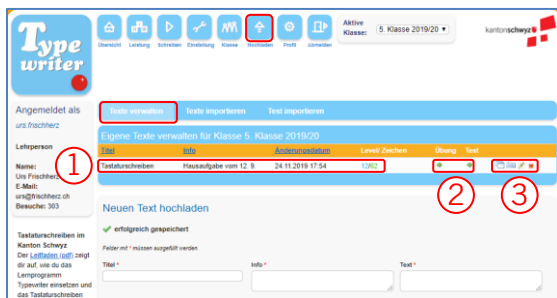 Type
writer
Übersicht Leistung Schreiben Einstellung Klasse Hochladen Profil Abmelden
Aktive
Klasse: 5. Klasse 2019/20
kantonschwyz
Angemeldet als
urs.frischherz
Lehrperson
Name:
Urs Frischherz
E-Mail:
urs@frischherz.ch
Besuche: 303
Tastaturschreiben im
Kanton Schwyz
Der Leitfaden (pdf) zeigt
dir auf, wie du das
Lernprogramm
Typewriter einsetzen und
das Tastaturschreiben
Texte verwalten Texte importieren Test importieren
Eigene Texte verwalten für Klasse 5. Klasse 2019/20
Titel Info Änderungsdatum Level/ Zeichen Übung Test
1 Tastaturschreiben Hausaufgabe vom 12. 9. 24.11.2019 17:54 12/62
2 3
Neuen Text hochladen
erfolgreich gespeichert
Felder mit * müssen ausgefüllt werden.
Titel * Info * Text *